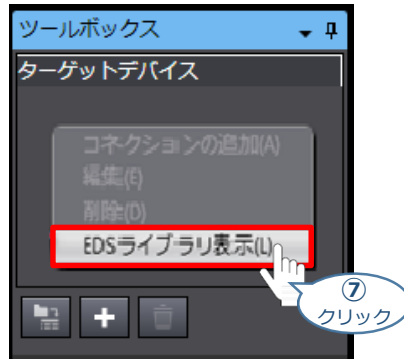 ツールボックス
ターゲットデバイス
コネクションの追加(A)
編集(E)
削除(D)
EDSライブラリ表示(L)
⑦
クリック